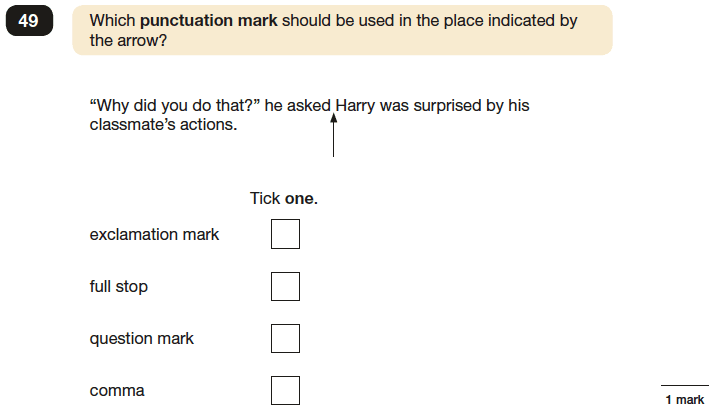 49
Which punctuation mark should be used in the place indicated by
the arrow?
“Why did you do that?” he asked Harry was surprised by his
classmate’s actions.
Tick one.
exclamation mark
full stop
question mark
comma
1 mark